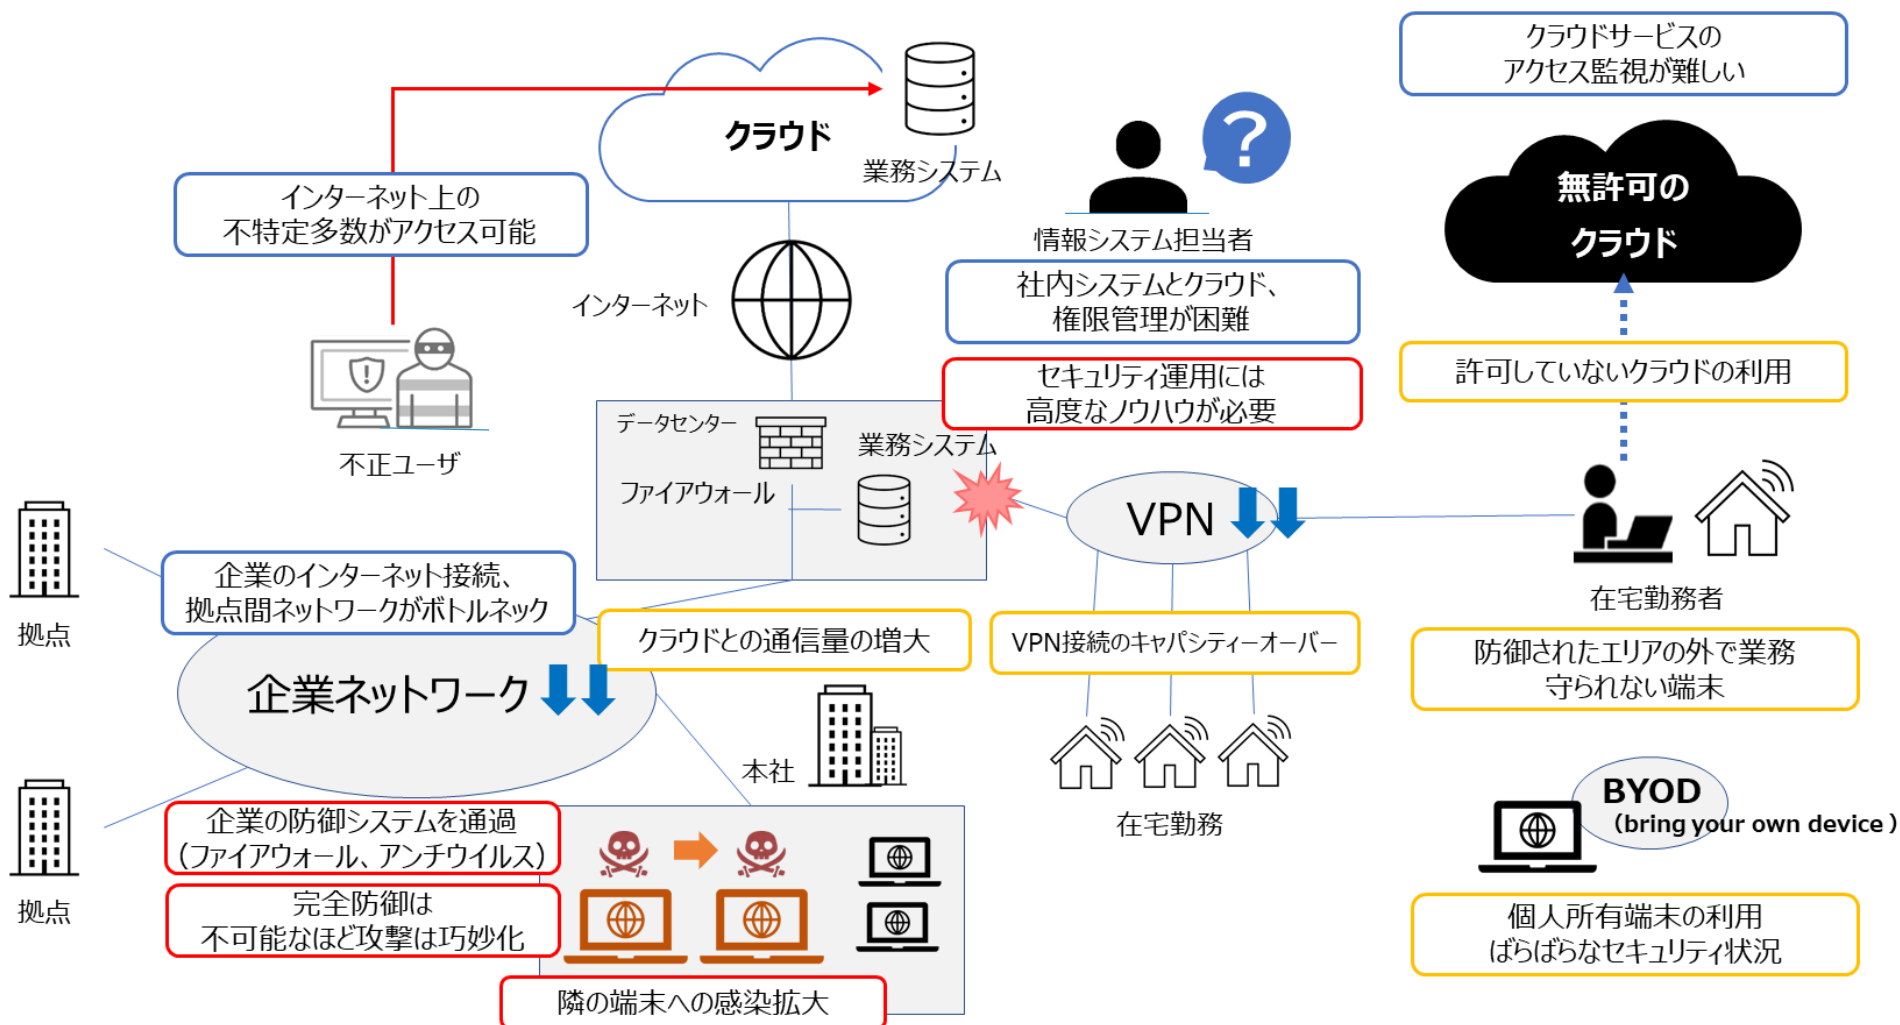 クラウドサービスの
アクセス監視が難しい
クラウド
業務システム
インターネット上の
不特定多数がアクセス可能
?
無許可の
クラウド
情報システム担当者
社内システムとクラウド、
権限管理が困難
インターネット
許可していないクラウドの利用
セキュリティ運用には
高度なノウハウが必要
不正ユーザ
データセンター
業務システム
ファイアウォール
VPN
在宅勤務者
拠点
企業のインターネット接続、
拠点間ネットワークがボトルネック
クラウドとの通信量の増大
VPN接続のキャパシティーオーバー
防御されたエリアの外で業務
守られない端末
企業ネットワーク
本社
在宅勤務
BYOD
（bring your own device ）
拠点
企業の防御システムを通過
（ファイアウォール、アンチウイルス）
完全防御は
不可能なほど攻撃は巧妙化
個人所有端末の利用
ばらばらなセキュリティ状況
隣の端末への感染拡大